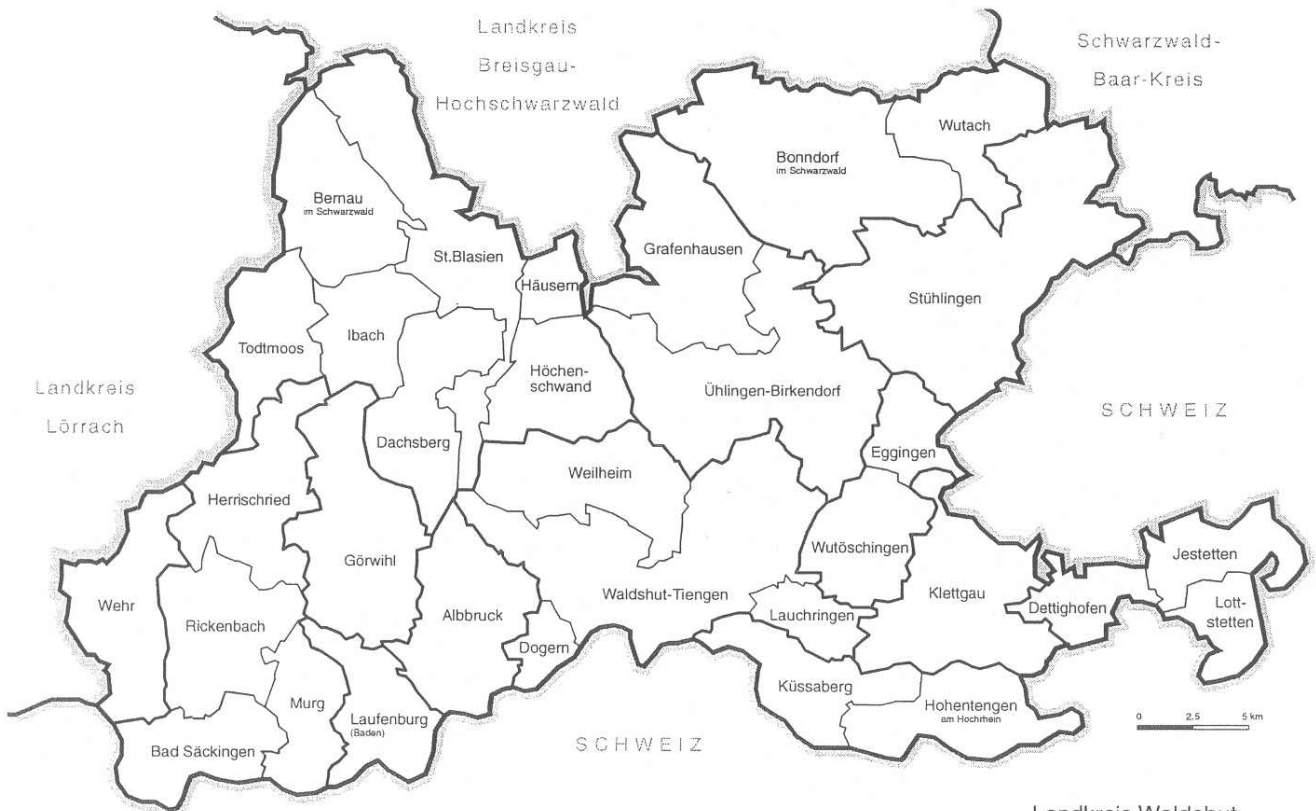 Landkreis
Breisgau-
Hochschwarzwald
Schwarzwald-
Baar-Kreis
Wutach
Bonndorf
im Schwarzwald
Bernau
im Schwarzwald
Grafenhausen
St.Blasien
Häusern
Stühlingen
Ibach
Todtmoos
Höchen-
schwand
Ühlingen-Birkendorf
Landkreis
Lörrach
SCHWEIZ
Dachsberg
Eggingen
Weilheim
Herrischried
Wutöschingen
Jestetten
Görwihl
Klettgau
Waldshut-Tiengen
Wehr
Dettighofen
Lott-
stetten
Albbruck
Lauchringen
Rickenbach
Dogern
Küssaberg
Murg
Hohentengen
am Hochrhein
Laufenburg
(Baden)
0 2.5 5 km
Bad Säckingen
SCHWEIZ
Landkreis Waldshut